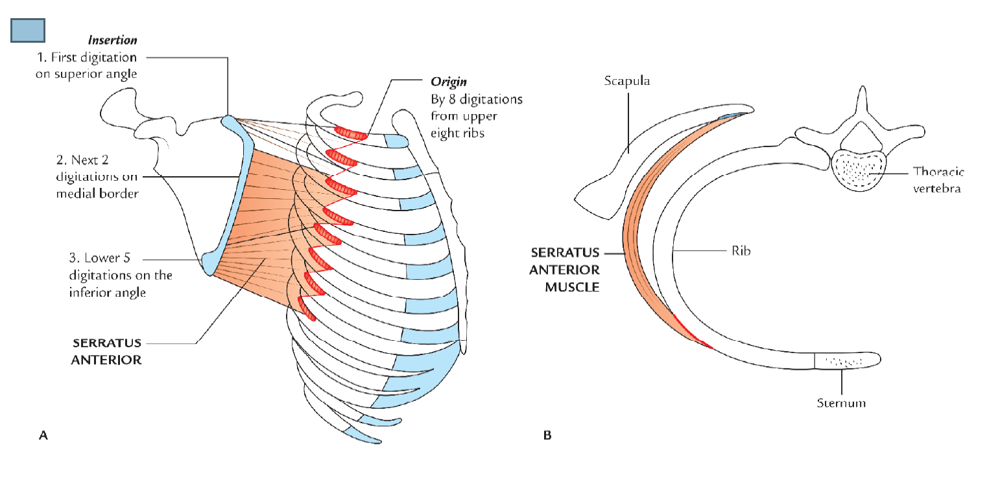 Insertion
1. First digitation
on superior angle
Origin
By 8 digitations
from upper
eight ribs
2. Next 2
digitations on
medial border
3. Lower 5
digitations on the
inferior angle
SERRATUS
ANTERIOR
A
Scapula
Thoracic
vertebra
SERRATUS
ANTERIOR
MUSCLE
Rib
Sternum
B